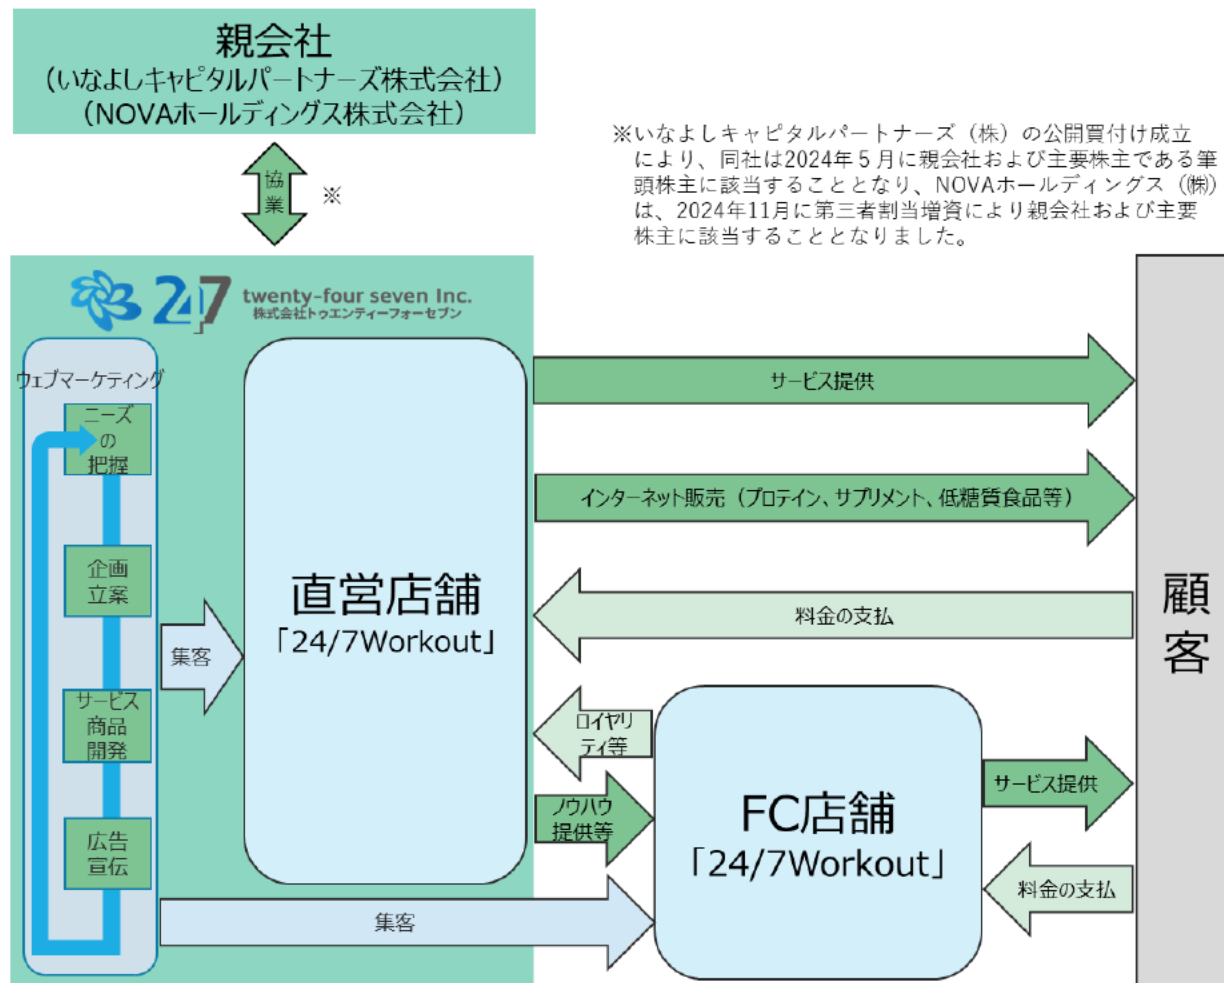 親会社
（いなよしキャピタルパートナーズ株式会社）
（NOVAホールディングス株式会社）
協
業
※
※いなよしキャピタルパートナーズ（株）の公開買付け成立
により、同社は2024年５月に親会社および主要株主である筆
頭株主に該当することとなり、NOVAホールディングス（㈱）
は、2024年11月に第三者割当増資により親会社および主要
株主に該当することとなりました。
24/7
twenty-four seven Inc.
株式会社トゥエンティーフォーセブン
ウェブマーケティング
ニーズ
の
把握
企画
立案
サービス
商品
開発
広告
宣伝
集客
直営店舗
「24/7Workout」
サービス提供
インターネット販売（プロテイン、サプリメント、低糖質食品等）
料金の支払
ロイヤリ
ティ等
ノウハウ
提供等
FC店舗
「24/7Workout」
サービス提供
料金の支払
集客
顧
客